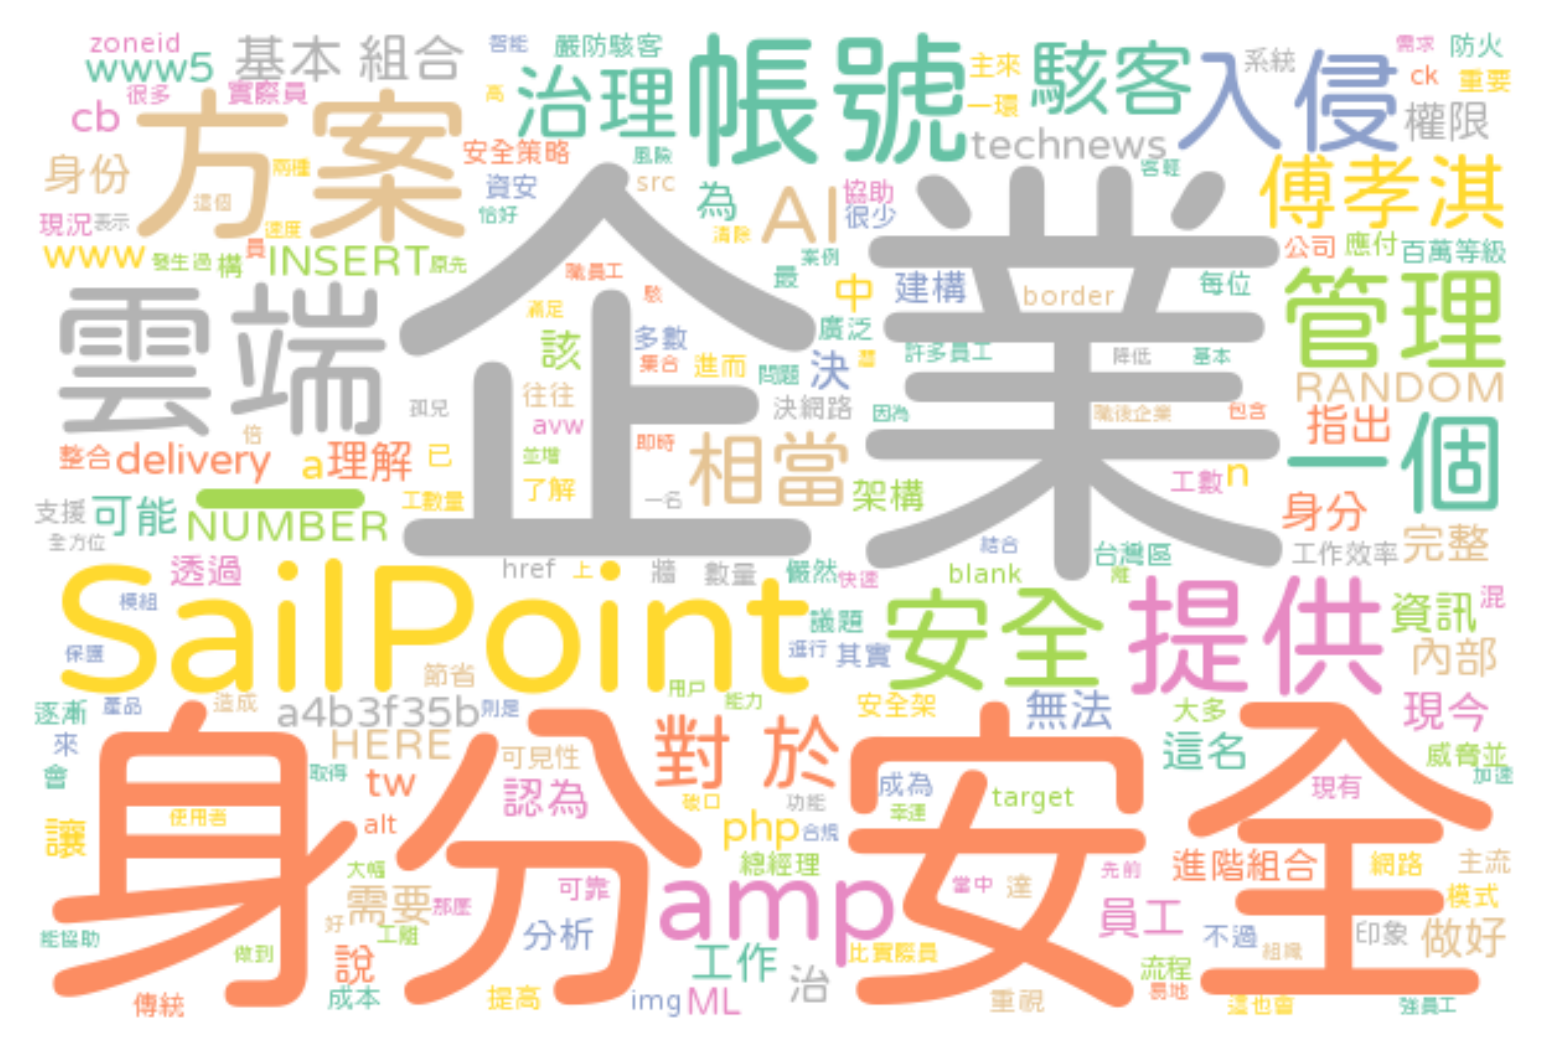 zoneid
www5
基本 組合
智能
嚴防駭客
治理
帳號
主來
一環
駭客
入侵
系統
需求
防火
ck
重要
很多
實際員
高
cb
方案
安全策略
風險
technews
權限
身份
兩種
這個
資安
src
為
AI
協助
很少
客輕
傅孝淇
現況
表示
速度
恰好
清除
www
發生過
構
員
INSERT
原先
職員工
案例
企業
公司
應付
百萬等級
雲端
駭
滿足
最
中
建構
border
每位
管理
該
多數
廣泛
許多員工
降低
基本
集合
進而
問題
決
RANDOM
孤兒
往往
決網路
因為
職後企業
包含
指出
一個
倍
avw
即時
相當
整合
delivery
a
理解
已
並增
了解
架構
工數
n
身分
支援
可能
NUMBER
工數量
一名
全方位
結合
台灣區
工作效率
完整
透過
href
上
牆
數量
儼然
快速
blank
離
SailPoint
模組
議題
安全
提供
資訊
混
保護
進行
其實
內部
節省
用戶
能力
逐漸
產品
造成
a4b3f35b
則是
安全架
無法
大多
現今
來
HERE
可見性
對 於
這名
威脅並
會
取得
tw
認為
成為
target
現有
加速
身分安全
使用者
破口
功能
幸運
讓
alt
php
合規
大幅
總經理
進階組合
網路
主流
需要
那麼
可靠
amp
當中
達
先前
模式
好
工離
員工
能協助
做到
分析
比實際員
不過
組織
印象
做好
說
工作
治
流程
易地
傳統
成本
提高
img
ML
重視
這也會
強員工